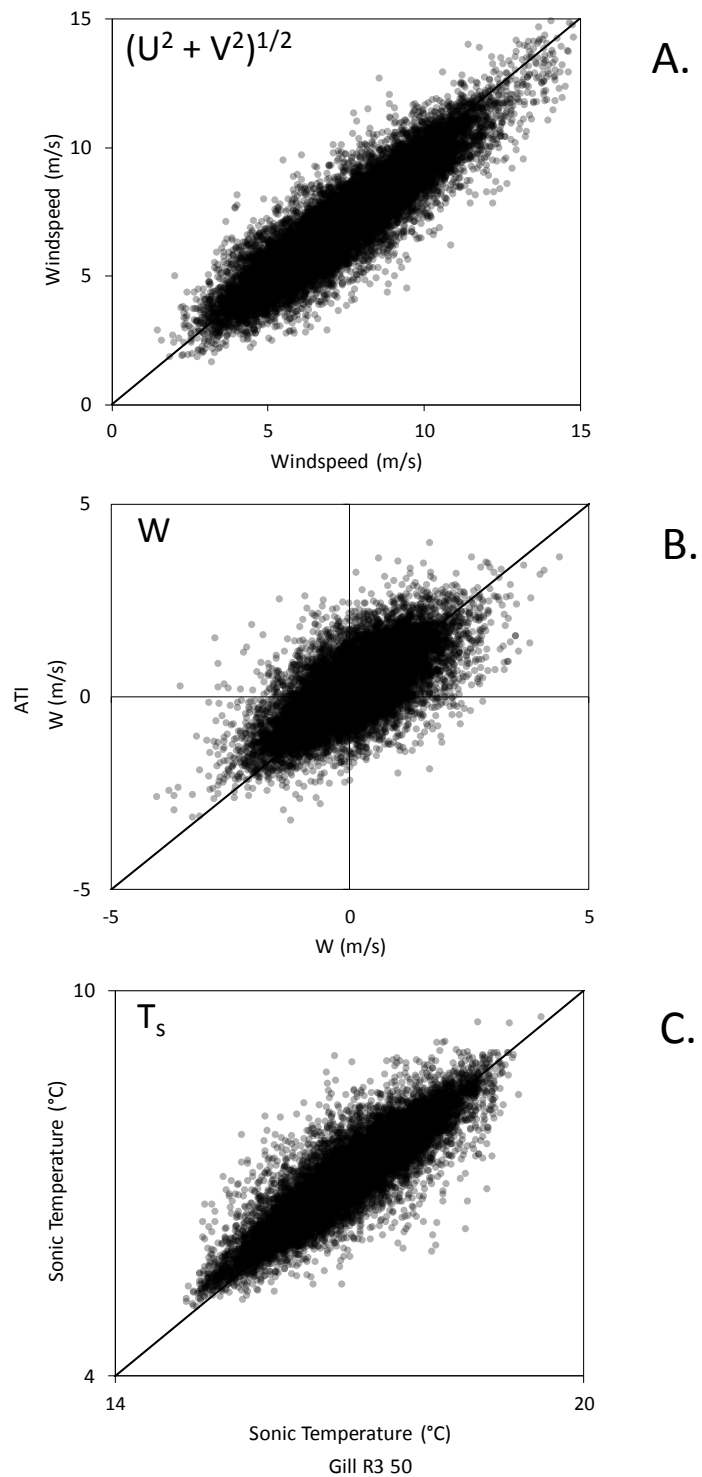 15
(U² + V²)¹/²
A.
10
Windspeed (m/s)
5
0
0 5 10 15
Windspeed (m/s)
5
W
B.
ATI
W (m/s)
0
-5
-5 0 5
W (m/s)
10
Tₛ
C.
Sonic Temperature (°C)
4
14 20
Sonic Temperature (°C)
Gill R3 50